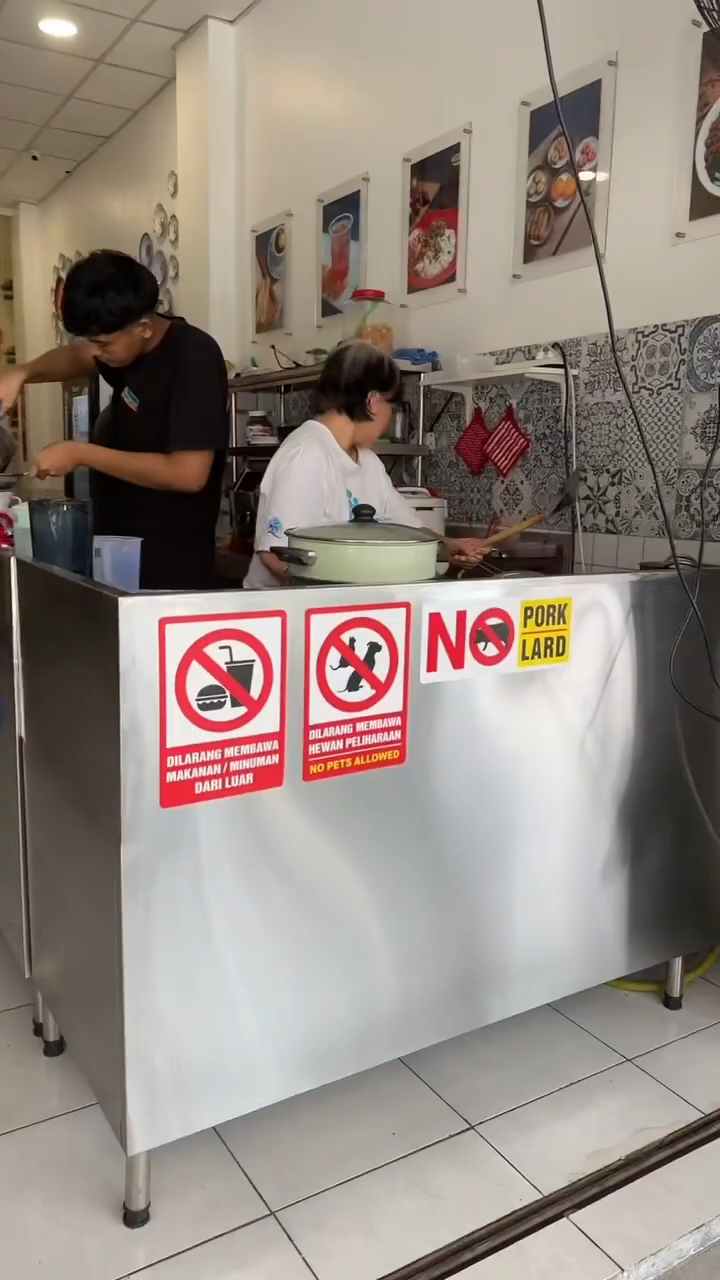 DILARANG MEMBAWA
MAKANAN / MINUMAN
DARI LUAR
DILARANG MEMBAWA
HEWAN PELIHARAAN
NO PETS ALLOWED
NO
PORK
LARD